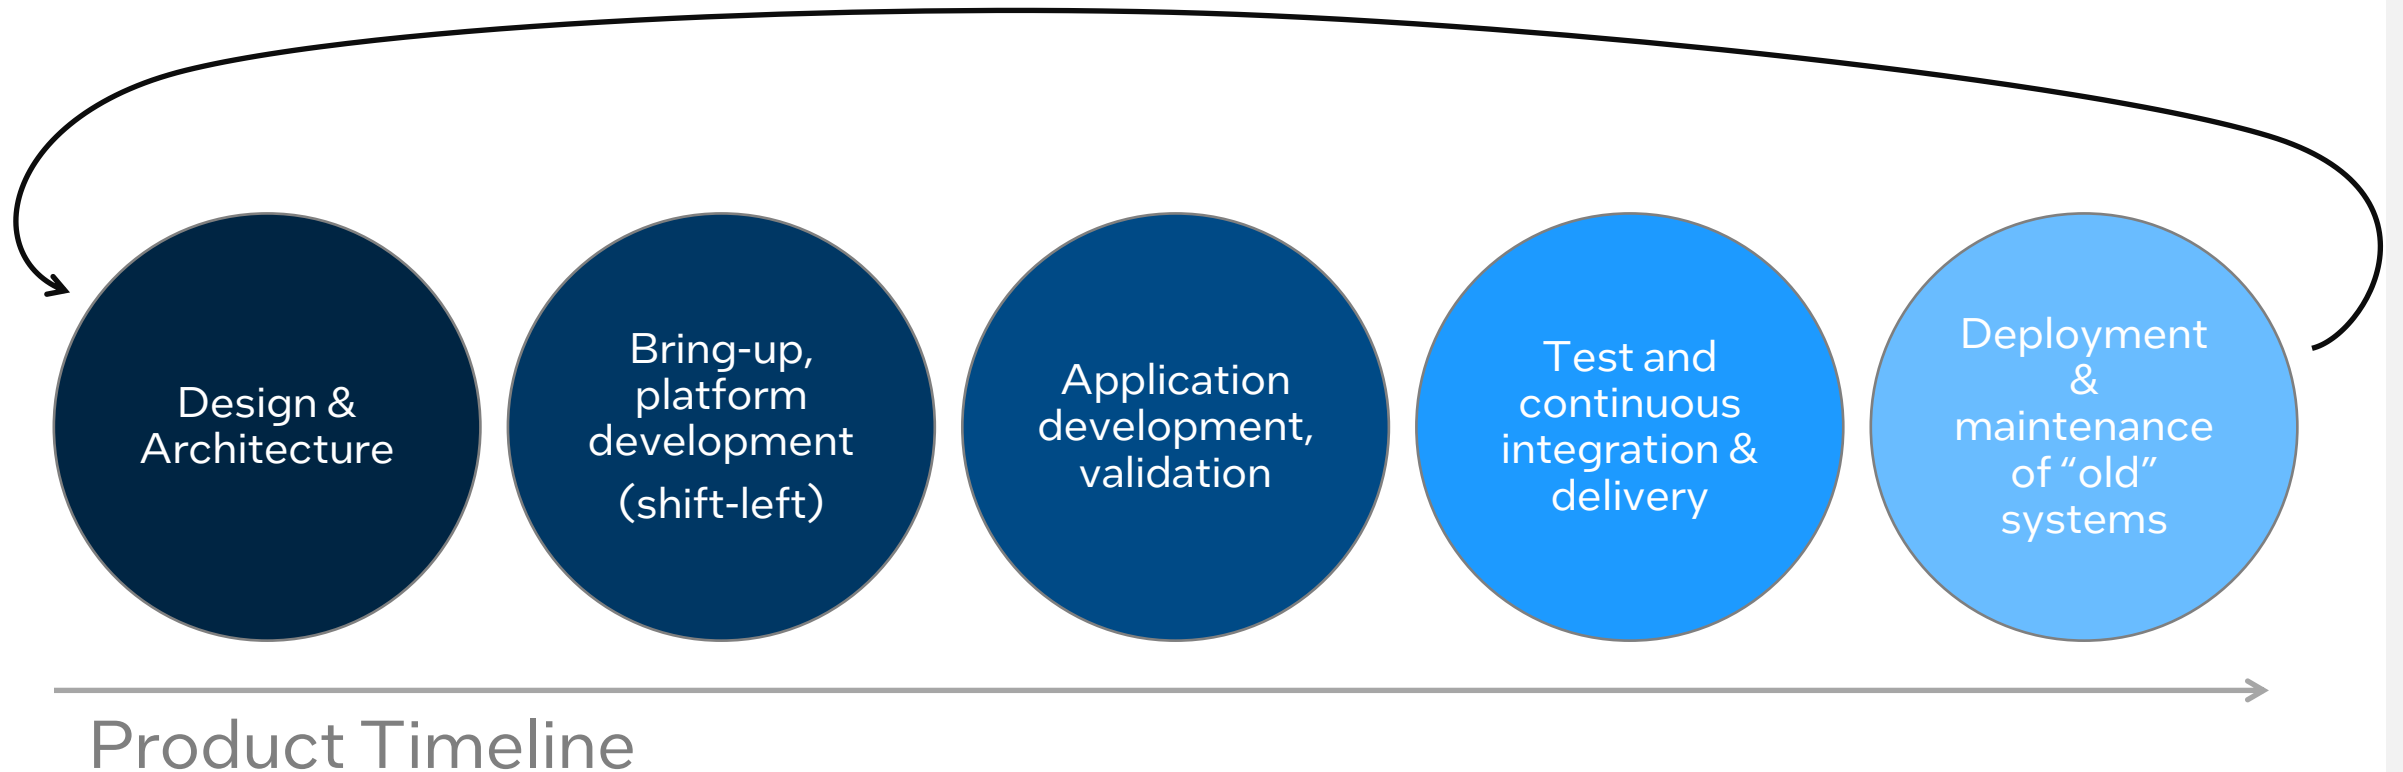 Design &
Architecture
Bring-up,
platform
development
(shift-left)
Application
development,
validation
Test and
continuous
integration &
delivery
Deployment
&
maintenance
of “old”
systems
Product Timeline